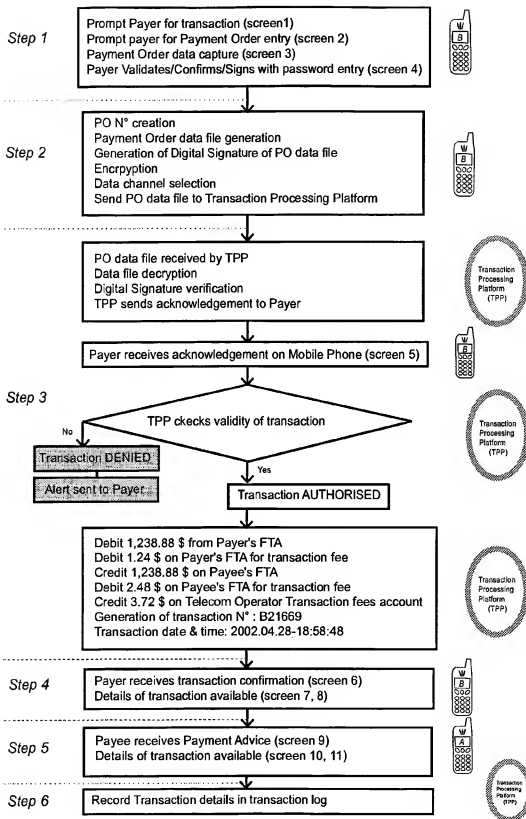 Step 1
Prompt Payer for transaction (screen1)
Prompt payer for Payment Order entry (screen 2)
Payment Order data capture (screen 3)
Payer Validates/Confirms/Signs with password entry (screen 4)
B
Step 2
PO N° creation
Payment Order data file generation
Generation of Digital Signature of PO data file
Encrpyption
Data channel selection
Send PO data file to Transaction Processing Platform
B
PO data file received by TPP
Data file decryption
Digital Signature verification
TPP sends acknowledgement to Payer
Transaction
Processing
Platform
(TPP)
Payer receives acknowledgement on Mobile Phone (screen 5)
B
Step 3
TPP ckecks validity of transaction
No
Yes
Transaction DENIED
Alert sent to Payer
Transaction AUTHORISED
Transaction
Processing
Platform
(TPP)
Debit 1,238.88 $ from Payer's FTA
Debit 1.24 $ on Payer's FTA for transaction fee
Credit 1,238.88 $ on Payee's FTA
Debit 2.48 $ on Payee's FTA for transaction fee
Credit 3.72 $ on Telecom Operator Transaction fees account
Generation of transaction N° : B21669
Transaction date & time: 2002.04.28-18:58:48
Transaction
Processing
Platform
(TPP)
Step 4
Payer receives transaction confirmation (screen 6)
Details of transaction available (screen 7, 8)
B
Step 5
Payee receives Payment Advice (screen 9)
Details of transaction available (screen 10, 11)
A
Step 6
Record Transaction details in transaction log
Transaction
Processing
Platform
(TPP)